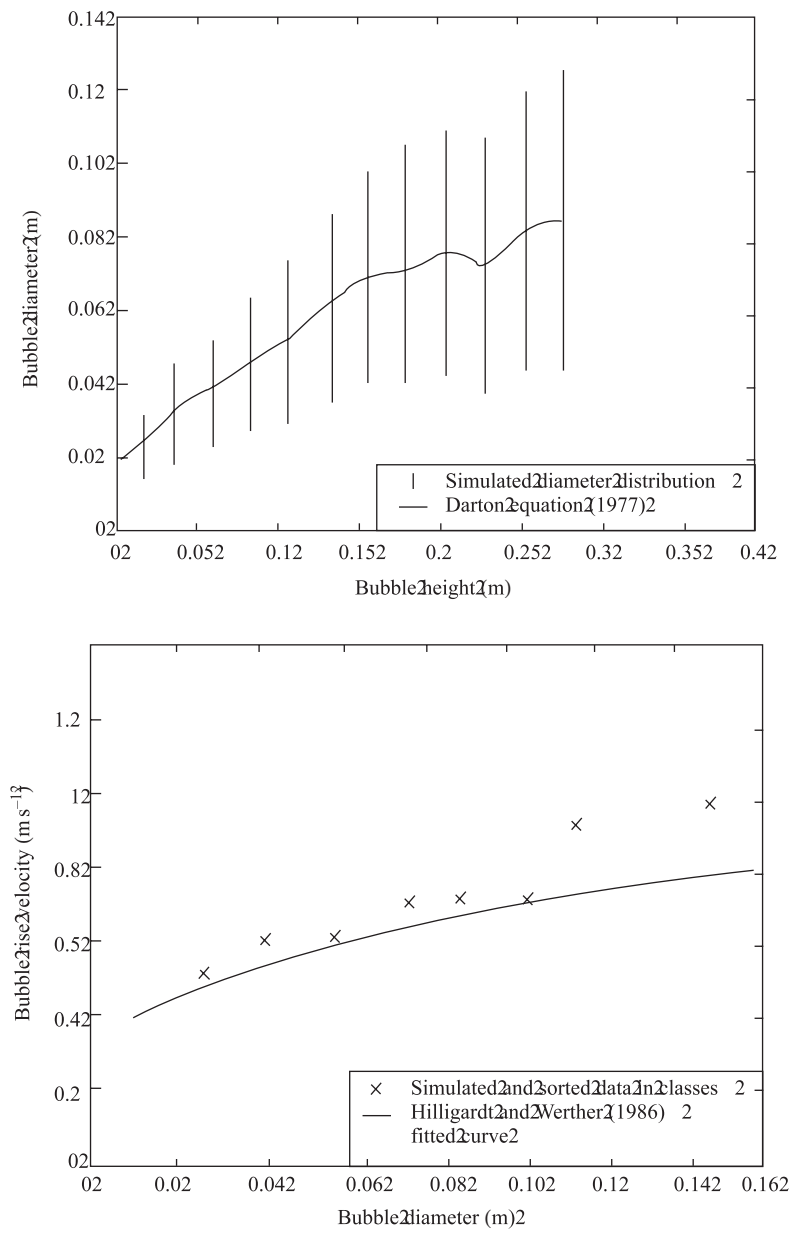 0.142
0.12
0.102
0.082
0.062
0.042
0.02
02
Bubble2diameter2(m)
Simulated2diameter2distribution 2
Darton2equation2(1977)2
02 0.052 0.12 0.152 0.2 0.252 0.32 0.352 0.42
Bubble2height2(m)
1.2
12
0.82
0.52
0.42
0.2
02
Bubble2rise2velocity (m s−12)
Simulated2and2sorted2data2in2classes 2
Hilligardt2and2Werther2(1986) 2
fitted2curve2
02 0.02 0.042 0.062 0.082 0.102 0.12 0.142 0.162
Bubble2diameter (m)2